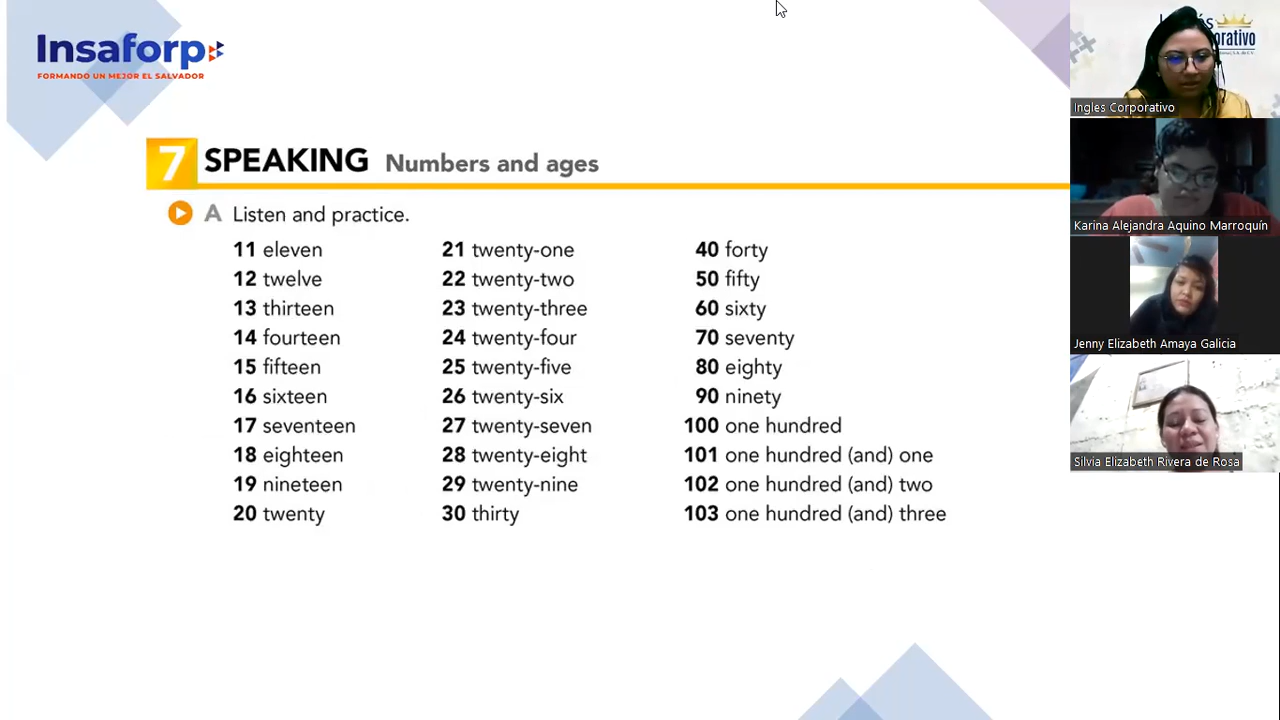 Insaforp
FORMANDO UN MEJOR EL SALVADOR
7 SPEAKING Numbers and ages
A Listen and practice.
11 eleven
12 twelve
13 thirteen
14 fourteen
15 fifteen
16 sixteen
17 seventeen
18 eighteen
19 nineteen
20 twenty
21 twenty-one
22 twenty-two
23 twenty-three
24 twenty-four
25 twenty-five
26 twenty-six
27 twenty-seven
28 twenty-eight
29 twenty-nine
30 thirty
40 forty
50 fifty
60 sixty
70 seventy
80 eighty
90 ninety
100 one hundred
101 one hundred (and) one
102 one hundred (and) two
103 one hundred (and) three
Ingles Corporativo
Karina Alejandra Aquino Marroquín
Jenny Elizabeth Amaya Galicia
Silvia Elizabeth Rivera de Rosa